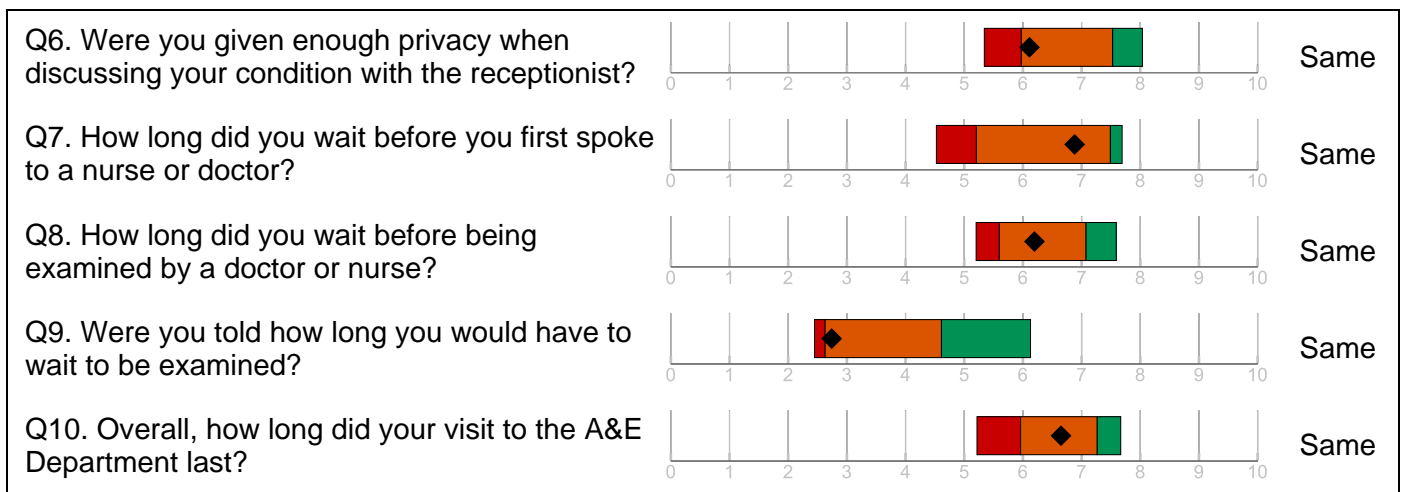 Q6. Were you given enough privacy when
discussing your condition with the receptionist?
0 1 2 3 4 5 6 7 8 9 10
Same
Q7. How long did you wait before you first spoke
to a nurse or doctor?
0 1 2 3 4 5 6 7 8 9 10
Same
Q8. How long did you wait before being
examined by a doctor or nurse?
0 1 2 3 4 5 6 7 8 9 10
Same
Q9. Were you told how long you would have to
wait to be examined?
0 1 2 3 4 5 6 7 8 9 10
Same
Q10. Overall, how long did your visit to the A&E
Department last?
0 1 2 3 4 5 6 7 8 9 10
Same